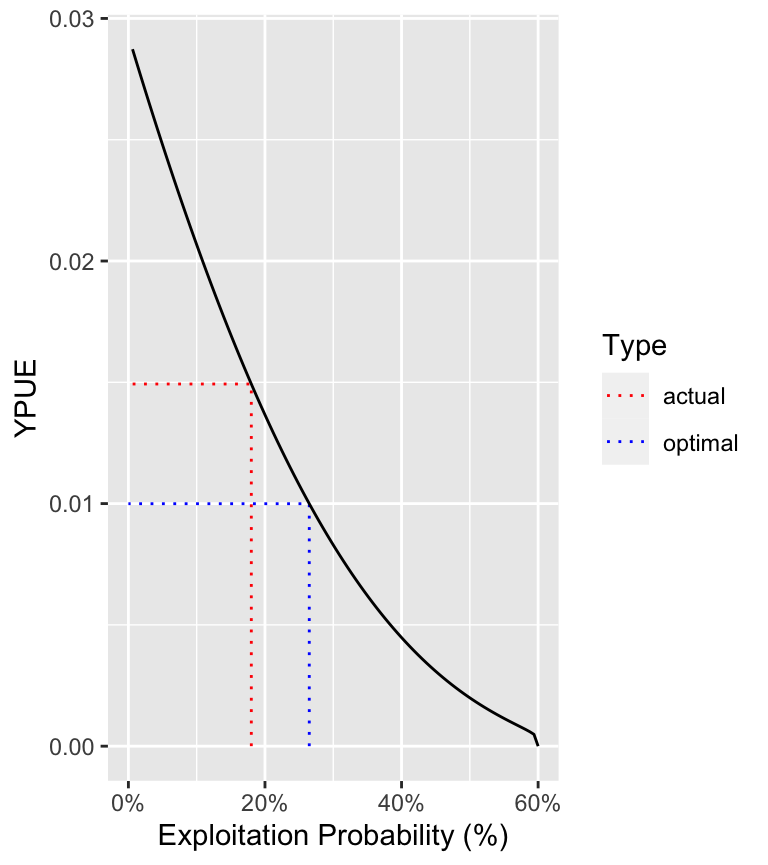 0.03
0.02
0.01
0.00
YPUE
0%
20%
40%
60%
Exploitation Probability (%)
Type
actual
optimal